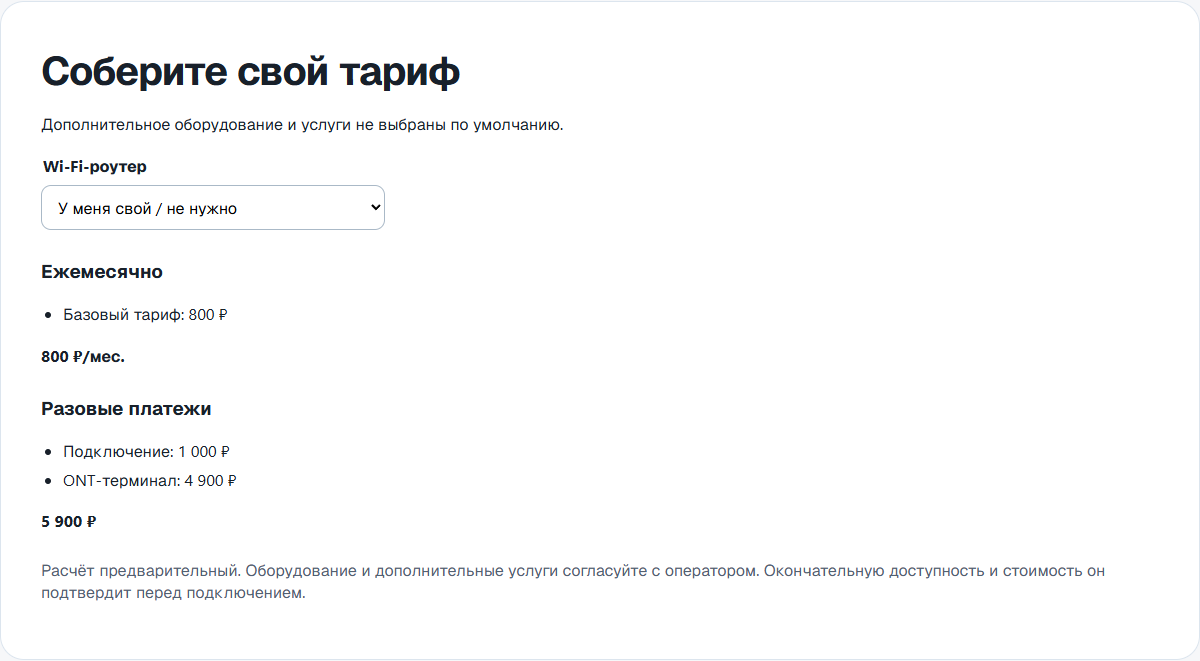 Соберите свой тариф
Дополнительное оборудование и услуги не выбраны по умолчанию.
Wi-Fi-роутер
У меня свой / не нужно
Ежемесячно
• Базовый тариф: 800 ₽
800 ₽/мес.
Разовые платежи
• Подключение: 1 000 ₽
• ONT-терминал: 4 900 ₽
5 900 ₽
Расчёт предварительный. Оборудование и дополнительные услуги согласуйте с оператором. Окончательную доступность и стоимость он
подтвердит перед подключением.